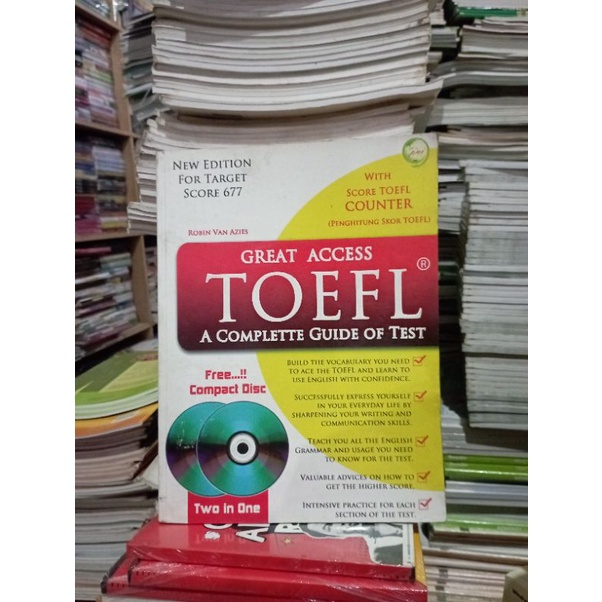 New Edition
For Target
Score 677
With
Score TOEFL
Counter
(Penghitung Skor TOEFL)
Robin Van Azies
Great Access
TOEFL®
A Complette Guide of Test
Build the vocabulary you need
to ace the TOEFL and learn to
use English with confidence.
Free...!!
Compact Disc
Successfully express yourself
in your everyday life by
sharpening your writing and
communication skills.
Teach you all the English
Grammar and usage you need
to know for the test.
Valuable advices on how to
get the higher score.
Two in One
Intensive practice for each
section of the test.